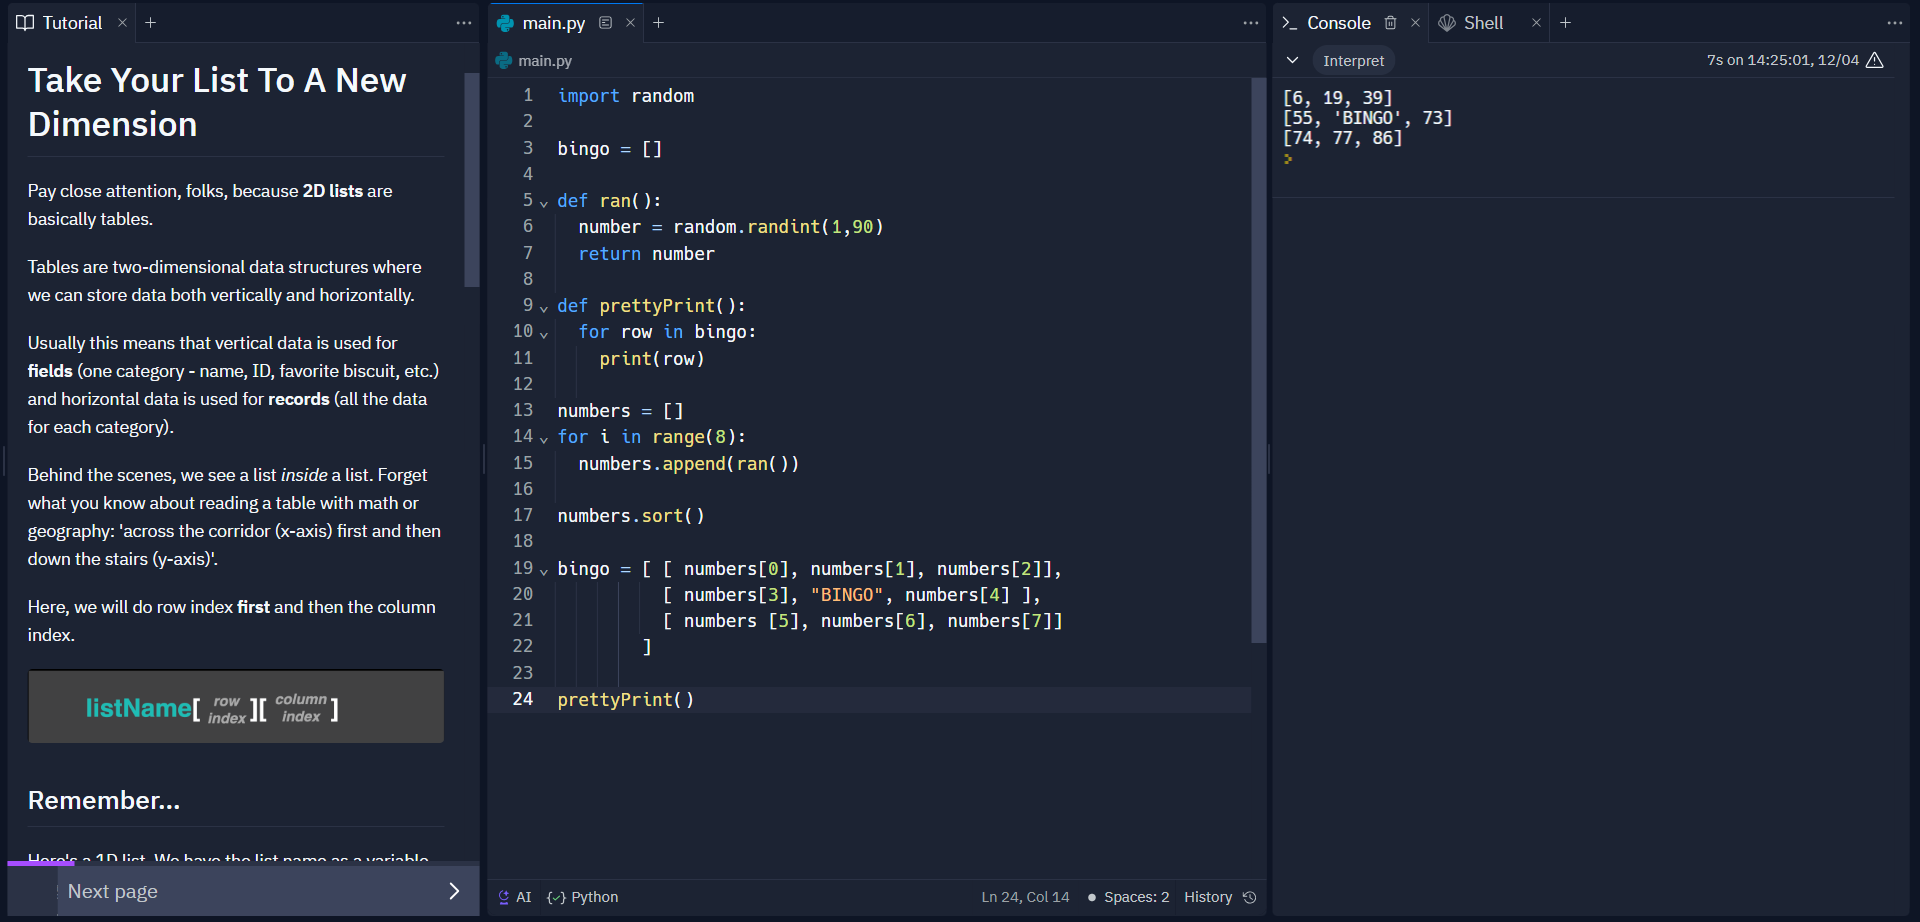 Tutorial
Take Your List To A New
Dimension
Pay close attention, folks, because 2D lists are
basically tables.
Tables are two-dimensional data structures where
we can store data both vertically and horizontally.
Usually this means that vertical data is used for
fields (one category - name, ID, favorite biscuit, etc.)
and horizontal data is used for records (all the data
for each category).
Behind the scenes, we see a list inside a list. Forget
what you know about reading a table with math or
geography: 'across the corridor (x-axis) first and then
down the stairs (y-axis)'.
Here, we will do row index first and then the column
index.
listName[ row index ][ column index ]
Remember...
Here's a 1D list. We have the list name as a variable
Next page
main.py
main.py
1 import random
2
3 bingo = []
4
5 def ran():
6   number = random.randint(1,90)
7   return number
8
9 def prettyPrint():
10   for row in bingo:
11     print(row)
12
13 numbers = []
14 for i in range(8):
15   numbers.append(ran())
16
17 numbers.sort()
18
19 bingo = [ [ numbers[0], numbers[1], numbers[2]],
20           [ numbers[3], "BINGO", numbers[4] ],
21           [ numbers [5], numbers[6], numbers[7]]
22         ]
23
24 prettyPrint()
AI {✓} Python Ln 24, Col 14 Spaces: 2 History
Console Shell
Interpret 7s on 14:25:01, 12/04
[6, 19, 39]
[55, 'BINGO', 73]
[74, 77, 86]